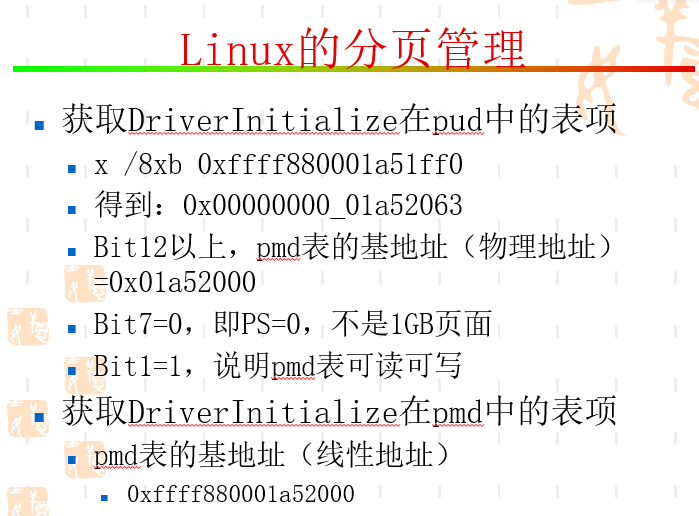 Linux的分页管理
获取DriverInitialize在pud中的表项
x /8xb 0xffff880001a51ff0
得到：0x00000000_01a52063
Bit12以上，pmd表的基地址（物理地址）
=0x01a52000
Bit7=0，即PS=0，不是1GB页面
Bit1=1，说明pmd表可读可写
获取DriverInitialize在pmd中的表项
pmd表的基地址（线性地址）
0xffff880001a52000